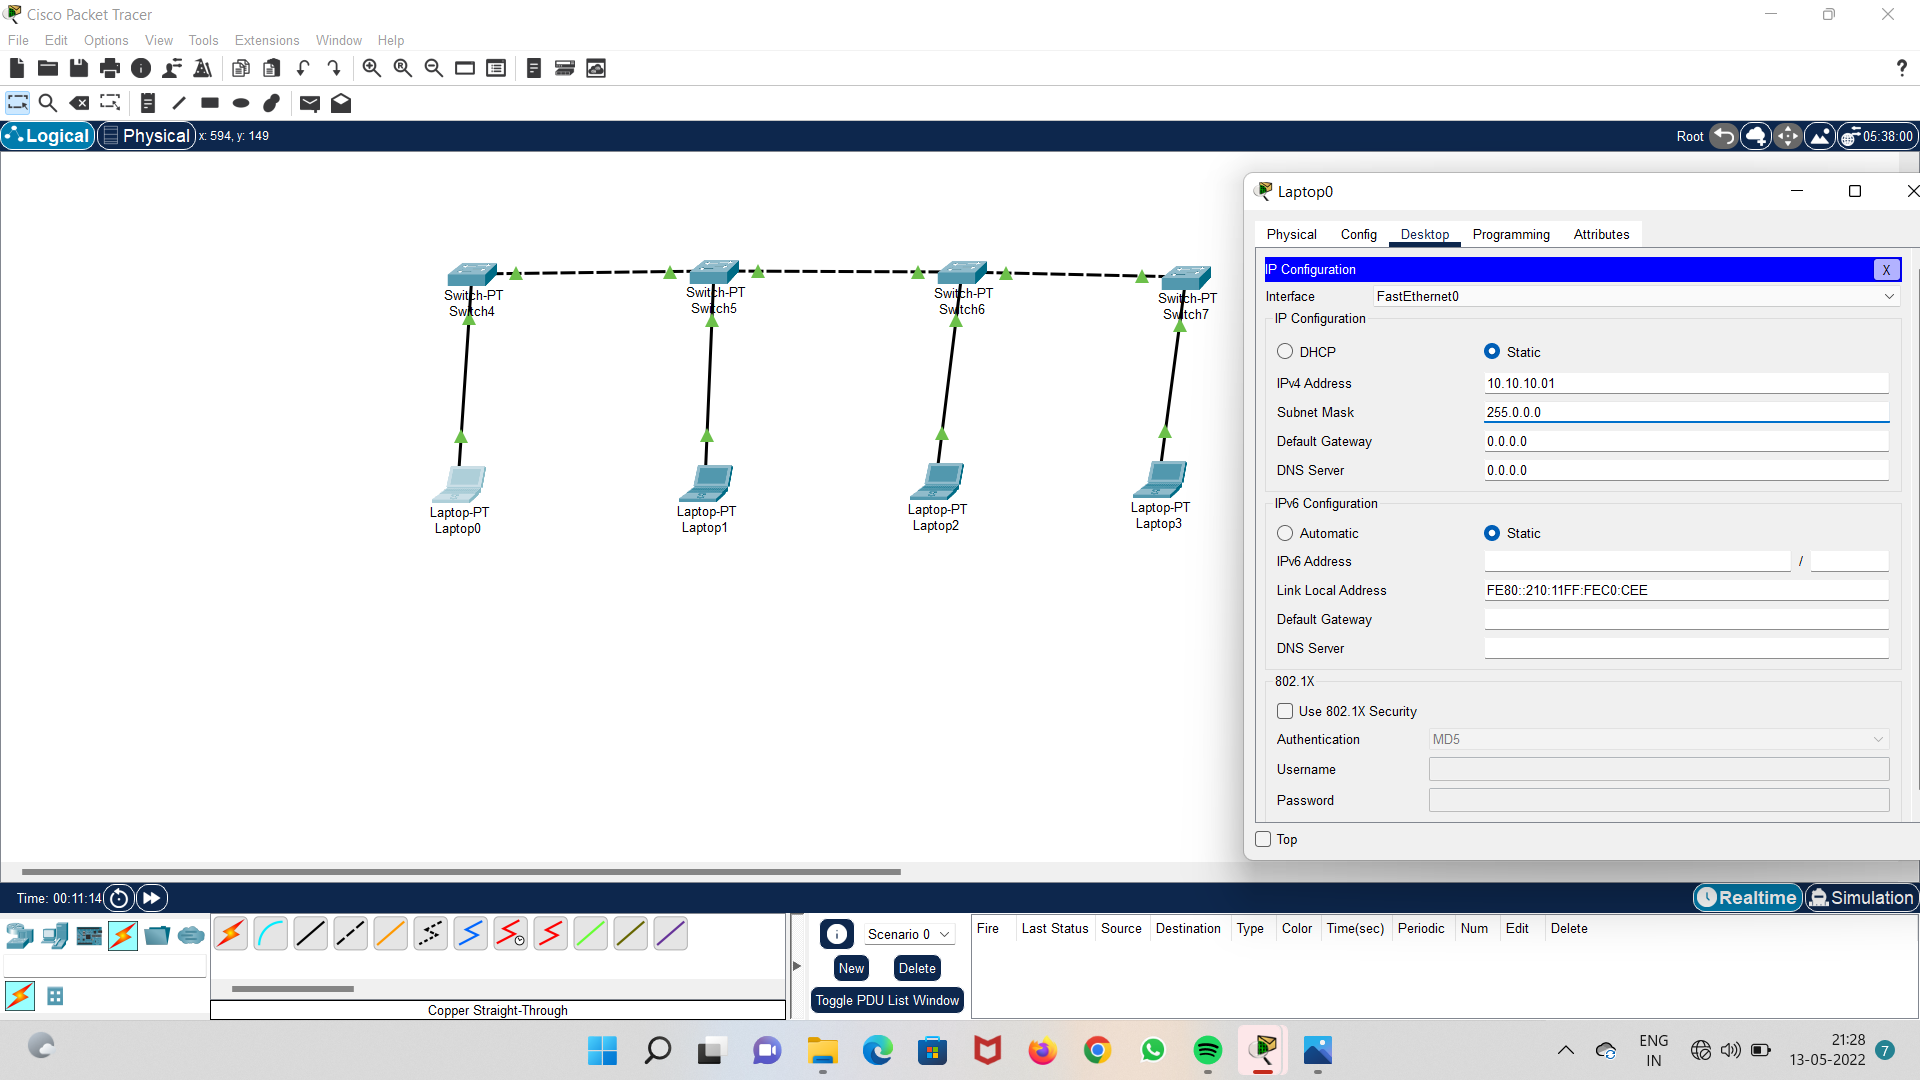 Cisco Packet Tracer
File Edit Options View Tools Extensions Window Help
?
Logical Physical x: 594, y: 149 Root 05:38:00
Switch-PT
Switch4
Switch-PT
Switch5
Switch-PT
Switch6
Switch-PT
Switch7
Laptop-PT
Laptop0
Laptop-PT
Laptop1
Laptop-PT
Laptop2
Laptop-PT
Laptop3
Laptop0
Physical Config Desktop Programming Attributes
IP Configuration X
Interface FastEthernet0
IP Configuration
DHCP Static
IPv4 Address 10.10.10.01
Subnet Mask 255.0.0.0
Default Gateway 0.0.0.0
DNS Server 0.0.0.0
IPv6 Configuration
Automatic Static
IPv6 Address /
Link Local Address FE80::210:11FF:FEC0:CEE
Default Gateway
DNS Server
802.1X
Use 802.1X Security
Authentication MD5
Username
Password
Top
Time: 00:11:14 Realtime Simulation
Copper Straight-Through
Scenario 0
New Delete
Toggle PDU List Window
Fire Last Status Source Destination Type Color Time(sec) Periodic Num Edit Delete
ENG
IN
21:28
13-05-2022
7